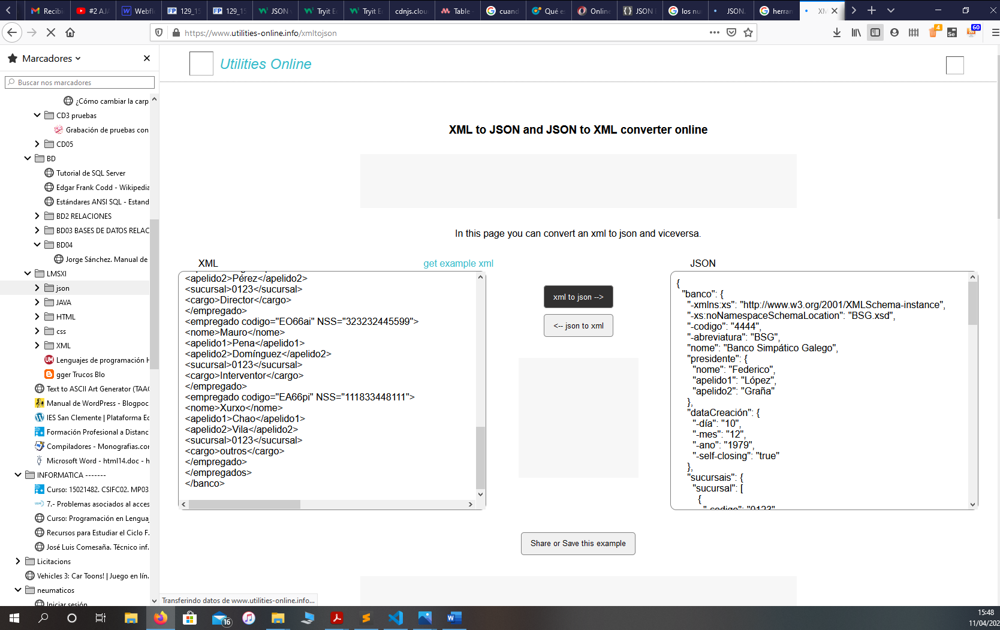 Recibi
#2 AJA
Webfl
129_15
129_15
JSON
Tryit E
Tryit E
cdnjs.clou
Table
cuand
Qué es
Online
JSON
los nu
JSON
herran
XM
https://www.utilities-online.info/xmltojson
4
60
Marcadores
Buscar nos marcadores
¿Cómo cambiar la carp
CD3 pruebas
Grabación de pruebas con
CD05
BD
Tutorial de SQL Server
Edgar Frank Codd - Wikipedia
Estándares ANSI SQL - Estand
BD2 RELACIONES
BD03 BASES DE DATOS RELAC
BD04
Jorge Sánchez. Manual de
LMSXI
json
JAVA
HTML
css
XML
Lenguajes de programación H
gger Trucos Blo
Text to ASCII Art Generator (TAAG
Manual de WordPress - Blogpoc
IES San Clemente | Plataforma Ed
Formación Profesional a Distanc
Compiladores - Monografias.cor
Microsoft Word - html14.doc - h
INFORMATICA -------
Curso: 15021482. CSIFC02. MP03
7.- Problemas asociados al acces
Curso: Programación en Lenguaj
Recursos para Estudiar el Ciclo F.
José Luis Comesaña. Técnico inf.
Licitacions
Vehicles 3: Car Toons! | Juego en lín.
neumaticos
Iniciar sesión
Utilities Online
XML to JSON and JSON to XML converter online
In this page you can convert an xml to json and viceversa.
XML
get example xml
<apelido2>Pérez</apelido2>
<sucursal>0123</sucursal>
<cargo>Director</cargo>
</empregado>
<empregado codigo="EO66ai" NSS="323232445599">
<nome>Mauro</nome>
<apelido1>Pena</apelido1>
<apelido2>Domínguez</apelido2>
<sucursal>0123</sucursal>
<cargo>Interventor</cargo>
</empregado>
<empregado codigo="EA66pi" NSS="111833448111">
<nome>Xurxo</nome>
<apelido1>Chao</apelido1>
<apelido2>Vila</apelido2>
<sucursal>0123</sucursal>
<cargo>outros</cargo>
</empregado>
</empregados>
</banco>
xml to json -->
<-- json to xml
JSON
{
"banco": {
"-xmlns:xs": "http://www.w3.org/2001/XMLSchema-instance",
"-xs:noNamespaceSchemaLocation": "BSG.xsd",
"-codigo": "4444",
"-abreviatura": "BSG",
"nome": "Banco Simpático Galego",
"presidente": {
"nome": "Federico",
"apelido1": "López",
"apelido2": "Graña"
},
"dataCreación": {
"-día": "10",
"-mes": "12",
"-ano": "1979",
"-self-closing": "true"
},
"sucursais": {
"sucursal": [
{
"-codigo": "0123"
Share or Save this example
Transferindo datos de www.utilities-online.info...
16
15:48
11/04/202